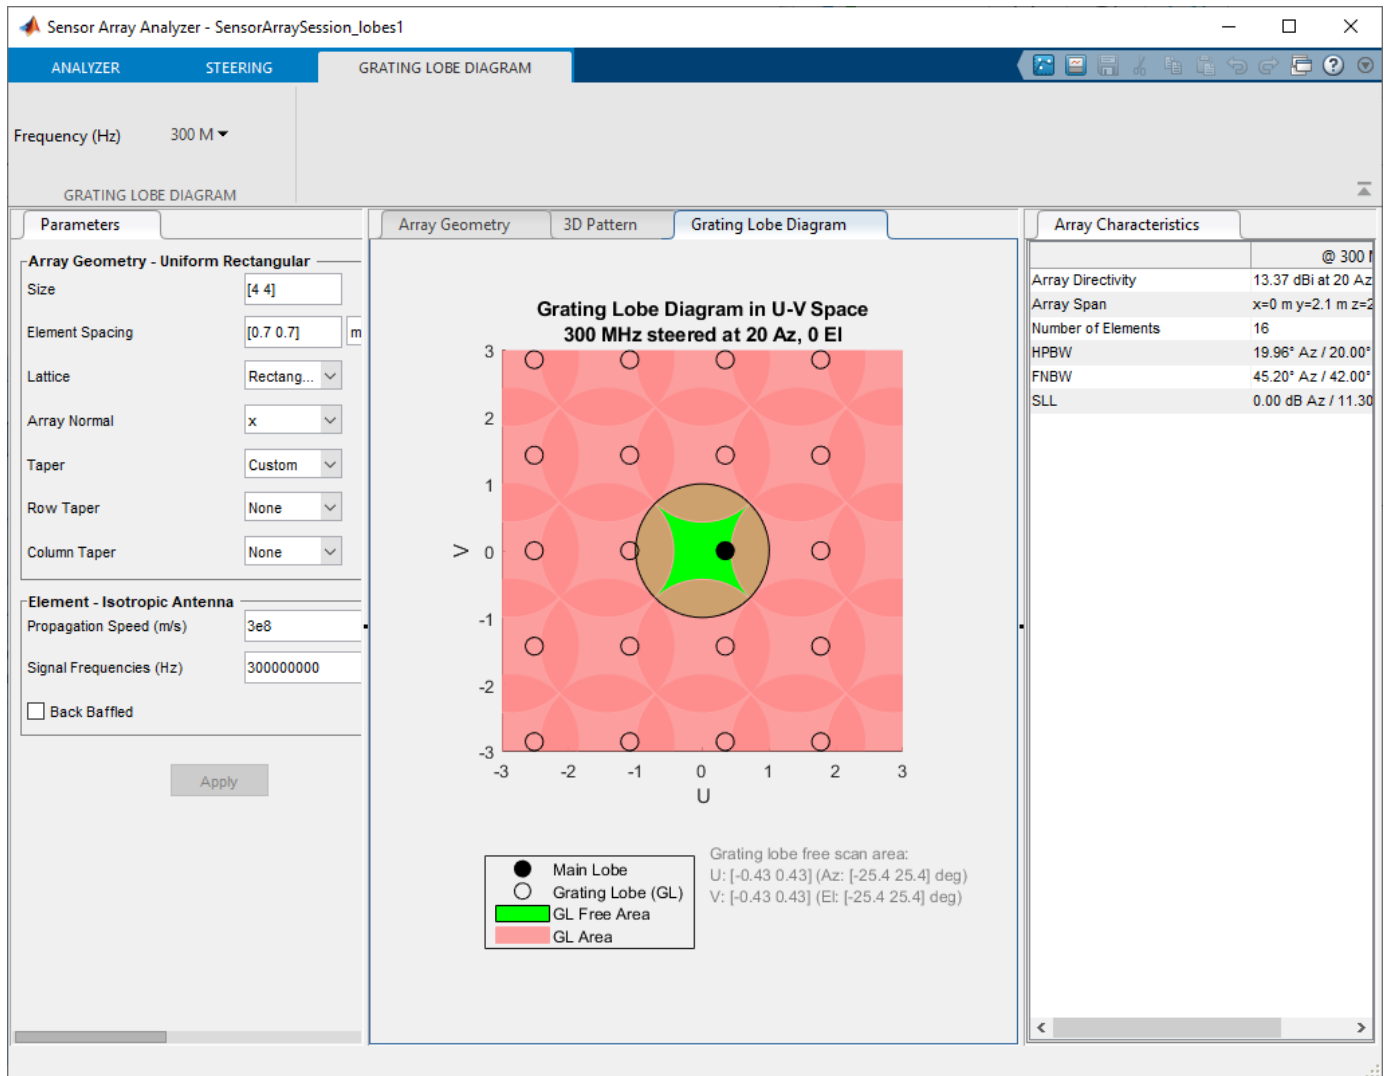 Sensor Array Analyzer - SensorArraySession_lobes1
ANALYZER STEERING GRATING LOBE DIAGRAM
Frequency (Hz) 300 M
GRATING LOBE DIAGRAM
Parameters
Array Geometry - Uniform Rectangular
Size [4 4]
Element Spacing [0.7 0.7] m
Lattice Rectang...
Array Normal x
Taper Custom
Row Taper None
Column Taper None
Element - Isotropic Antenna
Propagation Speed (m/s) 3e8
Signal Frequencies (Hz) 300000000
Back Baffled
Apply
Array Geometry 3D Pattern Grating Lobe Diagram
Grating Lobe Diagram in U-V Space
300 MHz steered at 20 Az, 0 El
3
2
1
0
-1
-2
-3
V
-3 -2 -1 0 1 2 3
U
Main Lobe
Grating Lobe (GL)
GL Free Area
GL Area
Grating lobe free scan area:
U: [-0.43 0.43] (Az: [-25.4 25.4] deg)
V: [-0.43 0.43] (El: [-25.4 25.4] deg)
Array Characteristics
@ 300
Array Directivity 13.37 dBi at 20 Az
Array Span x=0 m y=2.1 m z=2
Number of Elements 16
HPBW 19.96° Az / 20.00°
FNBW 45.20° Az / 42.00°
SLL 0.00 dB Az / 11.30